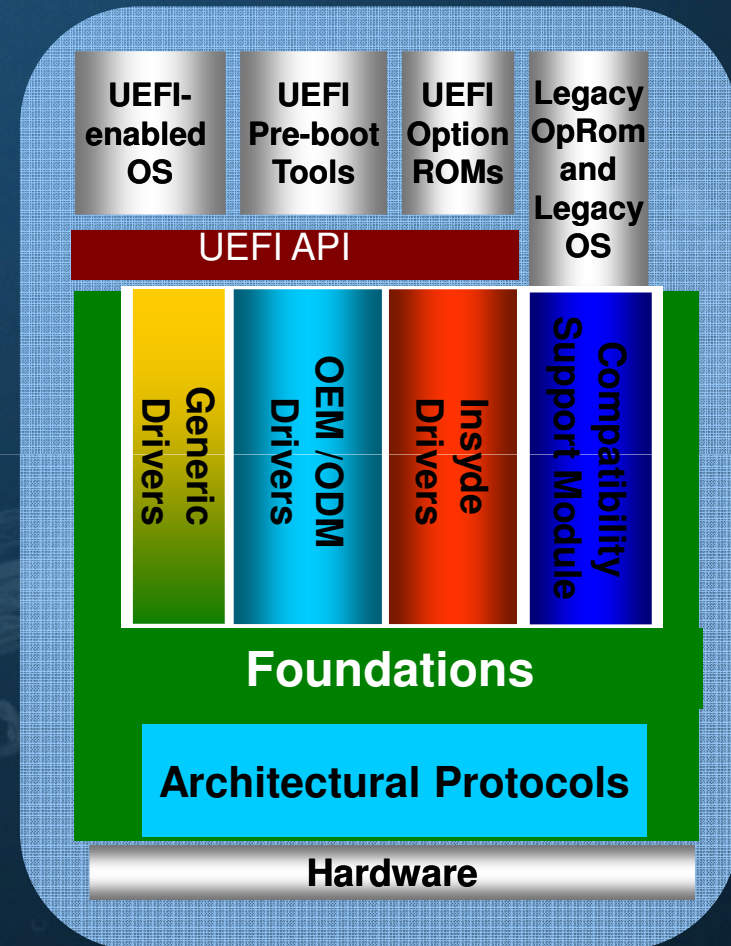 UEFI-
enabled
OS
UEFI
Pre-boot
Tools
UEFI
Option
ROMs
Legacy
OpRom
and
Legacy
OS
UEFI API
Generic
Drivers
OEM /ODM
Drivers
Insyde
Drivers
Compatibility
Support Module
Foundations
Architectural Protocols
Hardware